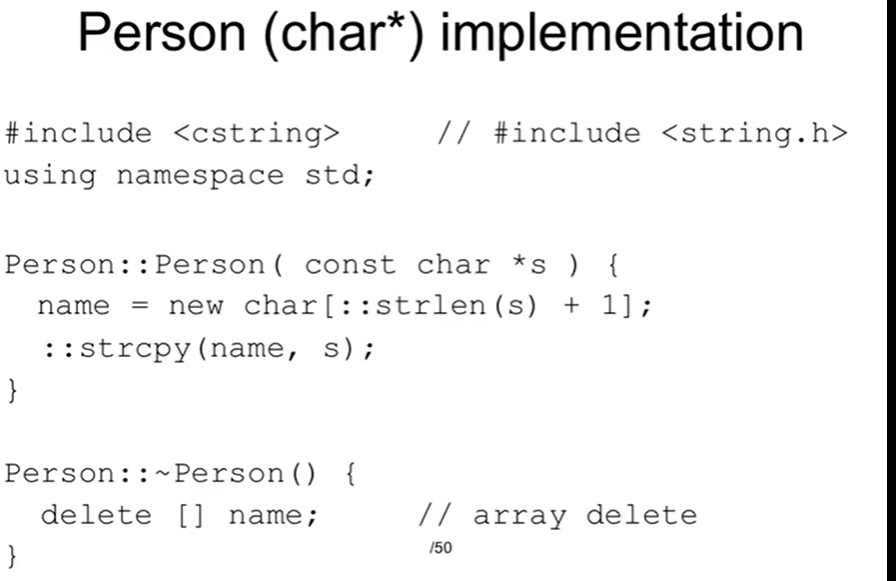 Person (char*) implementation
#include <cstring>     // #include <string.h>
using namespace std;
Person::Person( const char *s ) {
  name = new char[::strlen(s) + 1];
  ::strcpy(name, s);
}
Person::~Person() {
  delete [] name;     // array delete
}
/50